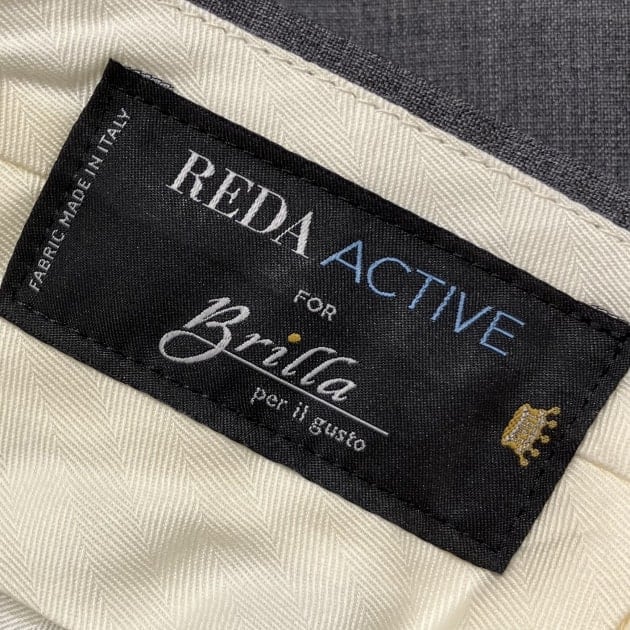 FABRIC MADE IN ITALY
REDA ACTIVE
FOR
Brilla
per il gusto